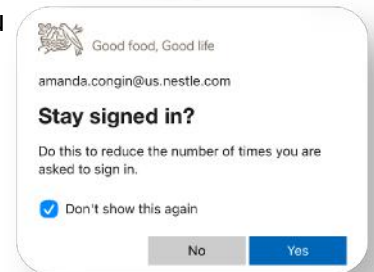 Good food, Good life
amanda.congin@us.nestle.com
Stay signed in?
Do this to reduce the number of times you are
asked to sign in.
Don't show this again
No
Yes